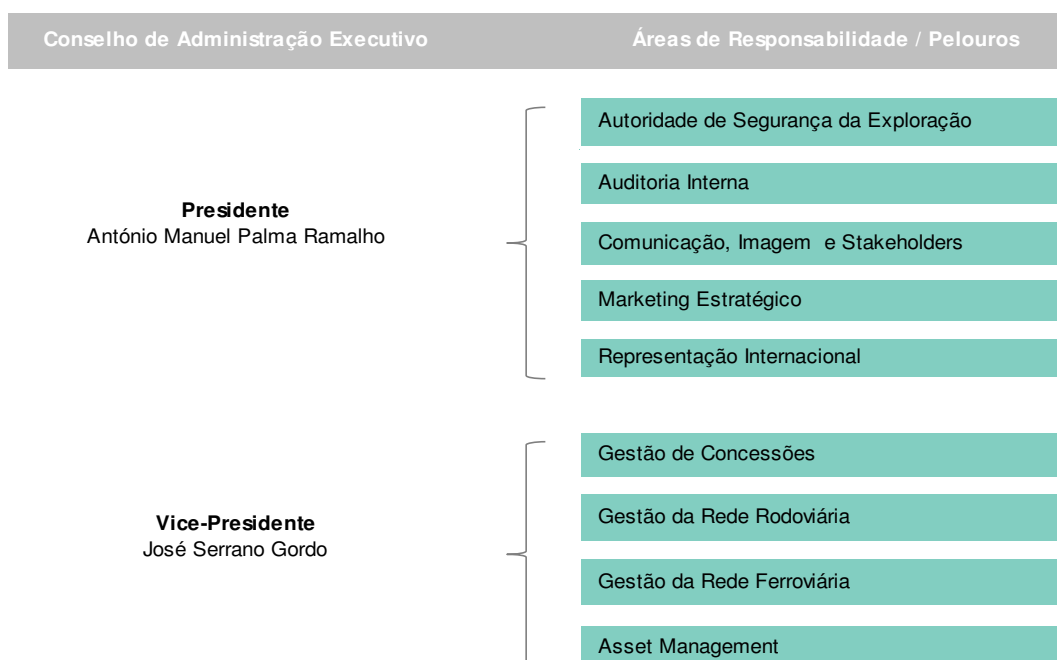 Conselho de Administração Executivo
Áreas de Responsabilidade / Pelouros
Presidente
António Manuel Palma Ramalho
Autoridade de Segurança da Exploração
Auditoria Interna
Comunicação, Imagem e Stakeholders
Marketing Estratégico
Representação Internacional
Vice-Presidente
José Serrano Gordo
Gestão de Concessões
Gestão da Rede Rodoviária
Gestão da Rede Ferroviária
Asset Management